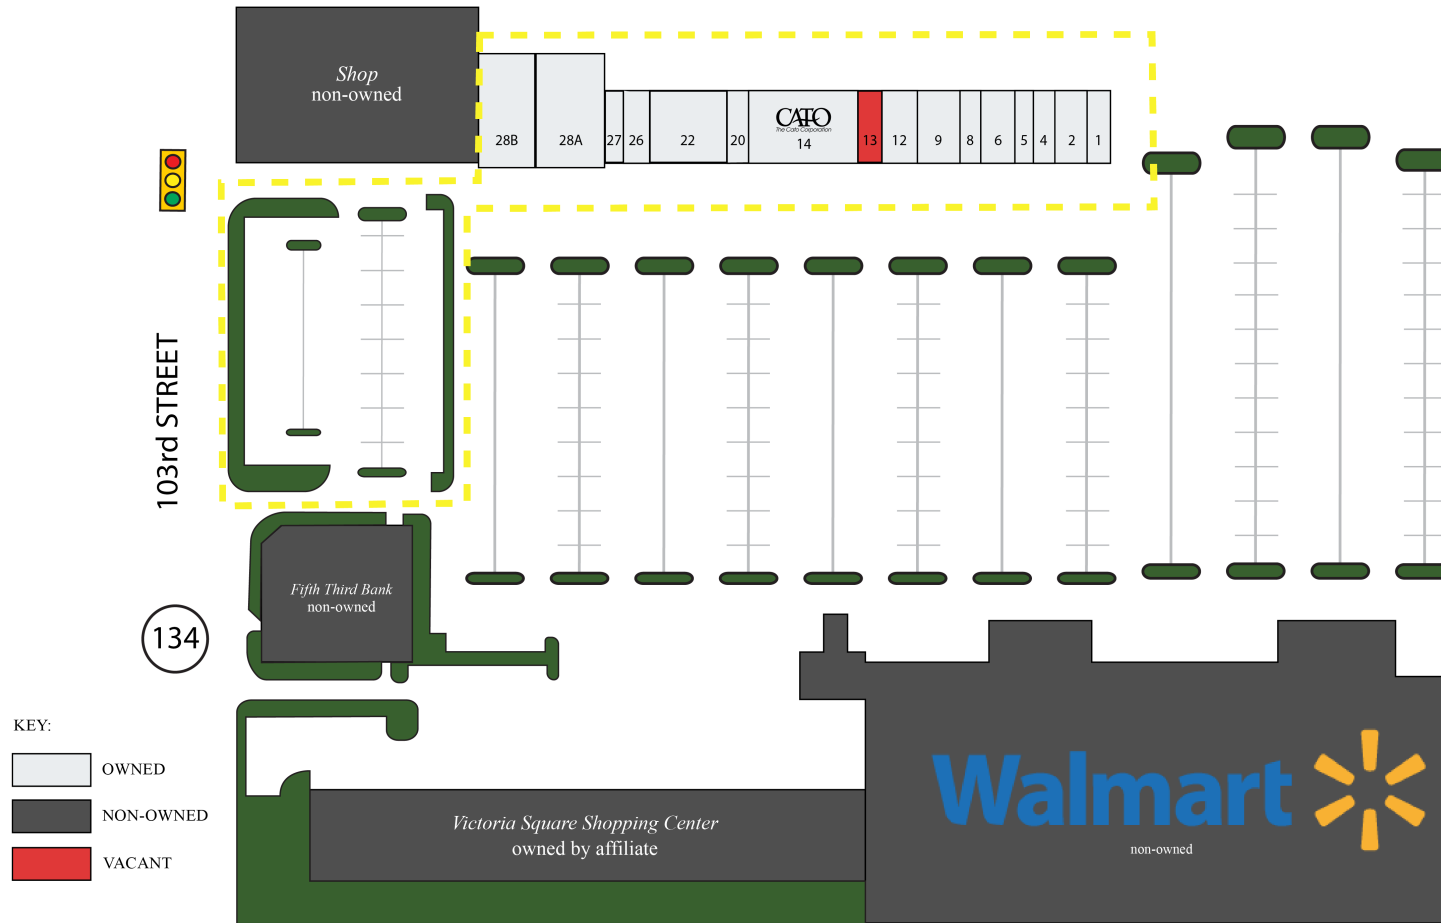 Shop
non-owned
28B
28A
27
26
22
20
CATO
The Cato Corporation
14
13
12
9
8
6
5
4
2
1
103rd STREET
Fifth Third Bank
non-owned
134
KEY:
OWNED
NON-OWNED
VACANT
Victoria Square Shopping Center
owned by affiliate
Walmart
non-owned